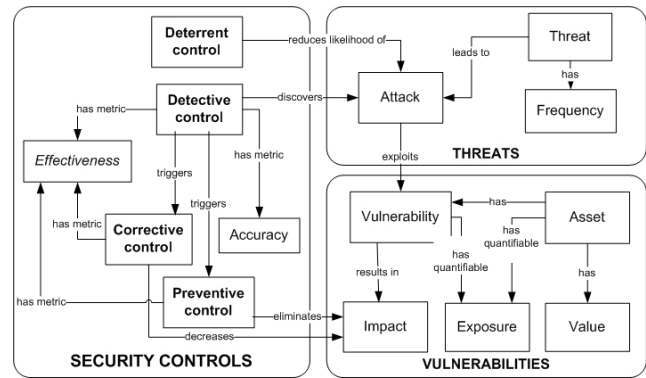 Deterrent
control
reduces likelihood of
Threat
leads to
has
Detective
control
discovers
Attack
Frequency
has metric
Effectiveness
has metric
THREATS
triggers
exploits
triggers
has metric
Corrective
control
Accuracy
Vulnerability
has
Asset
has
quantifiable
has
quantifiable
results in
has
has metric
Preventive
control
eliminates
Impact
Exposure
Value
decreases
SECURITY CONTROLS
VULNERABILITIES